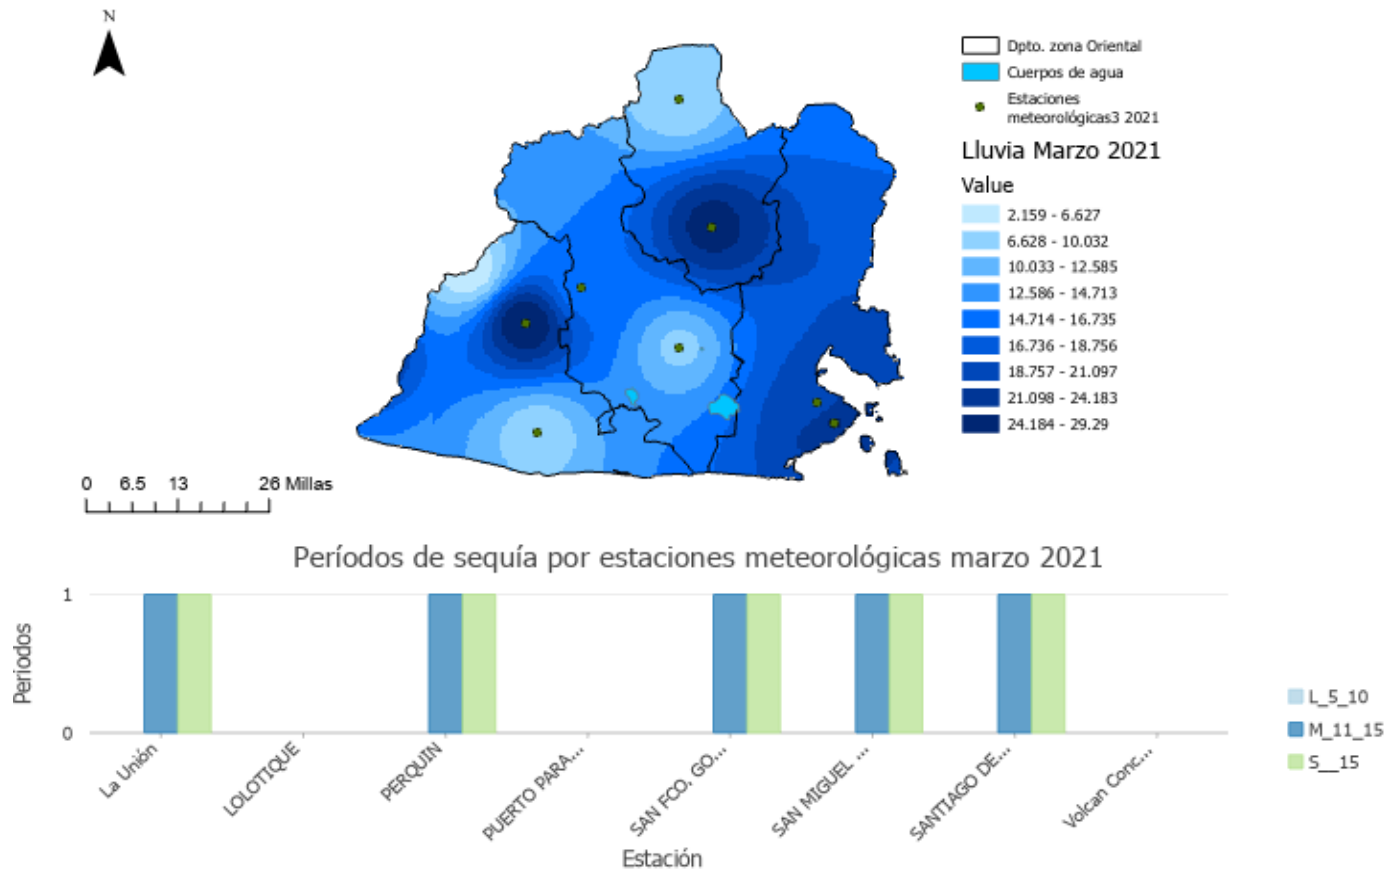 N
Dpto. zona Oriental
Cuerpos de agua
Estaciones
meteorológicas3 2021
Lluvia Marzo 2021
Value
2.159 - 6.627
6.628 - 10.032
10.033 - 12.585
12.586 - 14.713
14.714 - 16.735
16.736 - 18.756
18.757 - 21.097
21.098 - 24.183
24.184 - 29.29
0 6.5 13 26 Millas
Períodos de sequía por estaciones meteorológicas marzo 2021
1
0
Periodos
La Unión
LOLOTIQUE
PERQUIN
PUERTO PARA...
SAN FCO. GO...
SAN MIGUEL ...
SANTIAGO DE...
Volcan Conc...
Estación
L_5_10
M_11_15
S__15